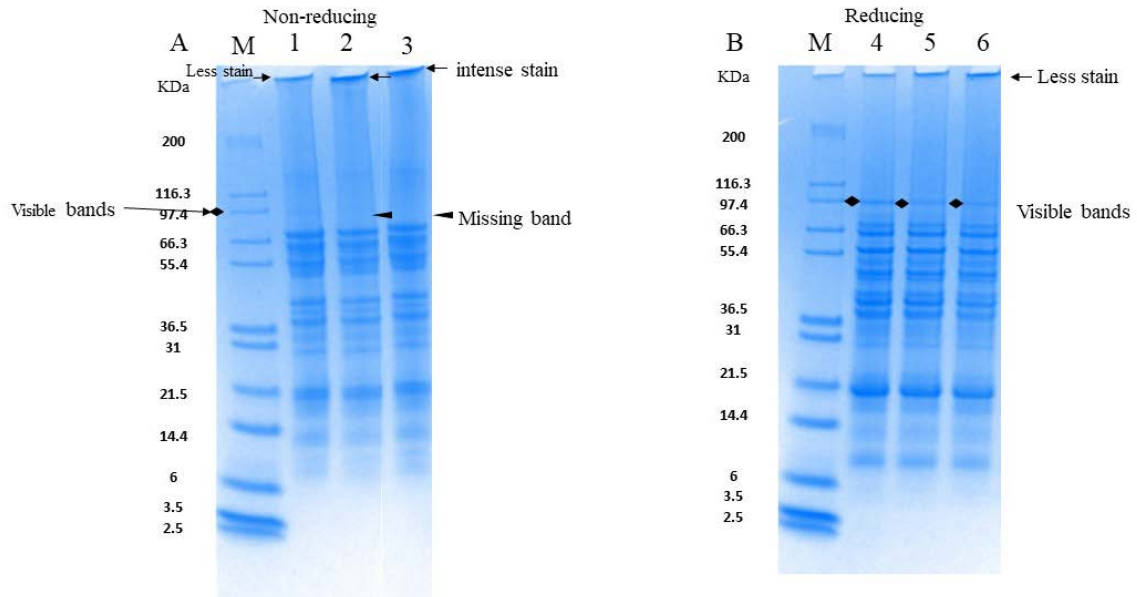 Non-reducing
A M 1 2 3
Less stain
intense stain
KDa
200
116.3
Visible bands
97.4
Missing band
66.3
55.4
36.5
31
21.5
14.4
6
3.5
2.5
Reducing
B M 4 5 6
KDa
Less stain
200
116.3
97.4
Visible bands
66.3
55.4
36.5
31
21.5
14.4
6
3.5
2.5